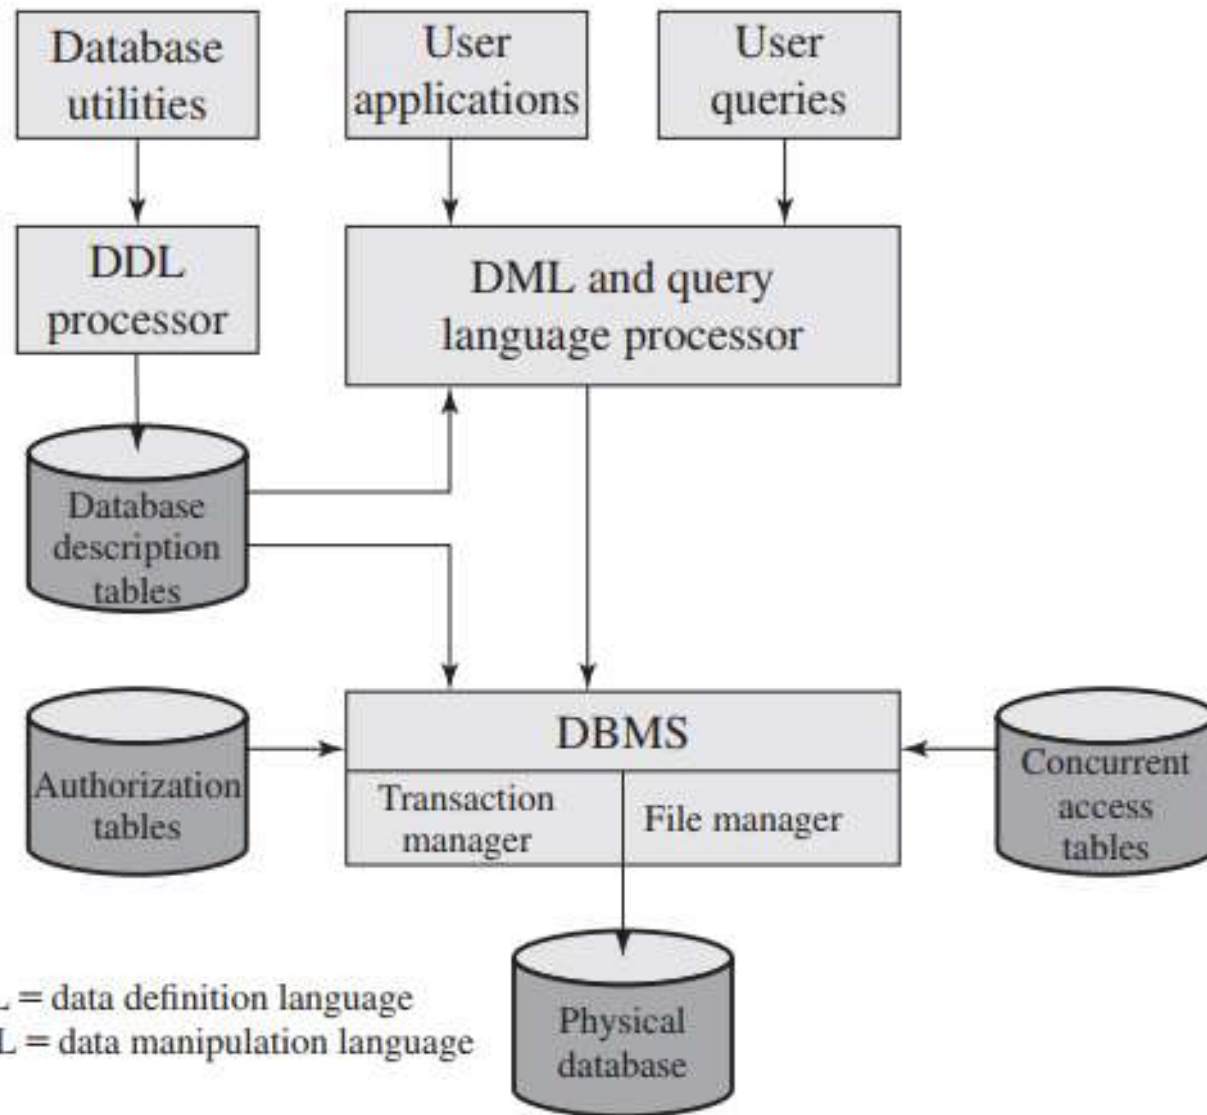 Database
utilities
User
applications
User
queries
DDL
processor
DML and query
language processor
Database
description
tables
DBMS
Authorization
tables
Transaction
manager
File manager
Concurrent
access
tables
L = data definition language
L = data manipulation language
Physical
database